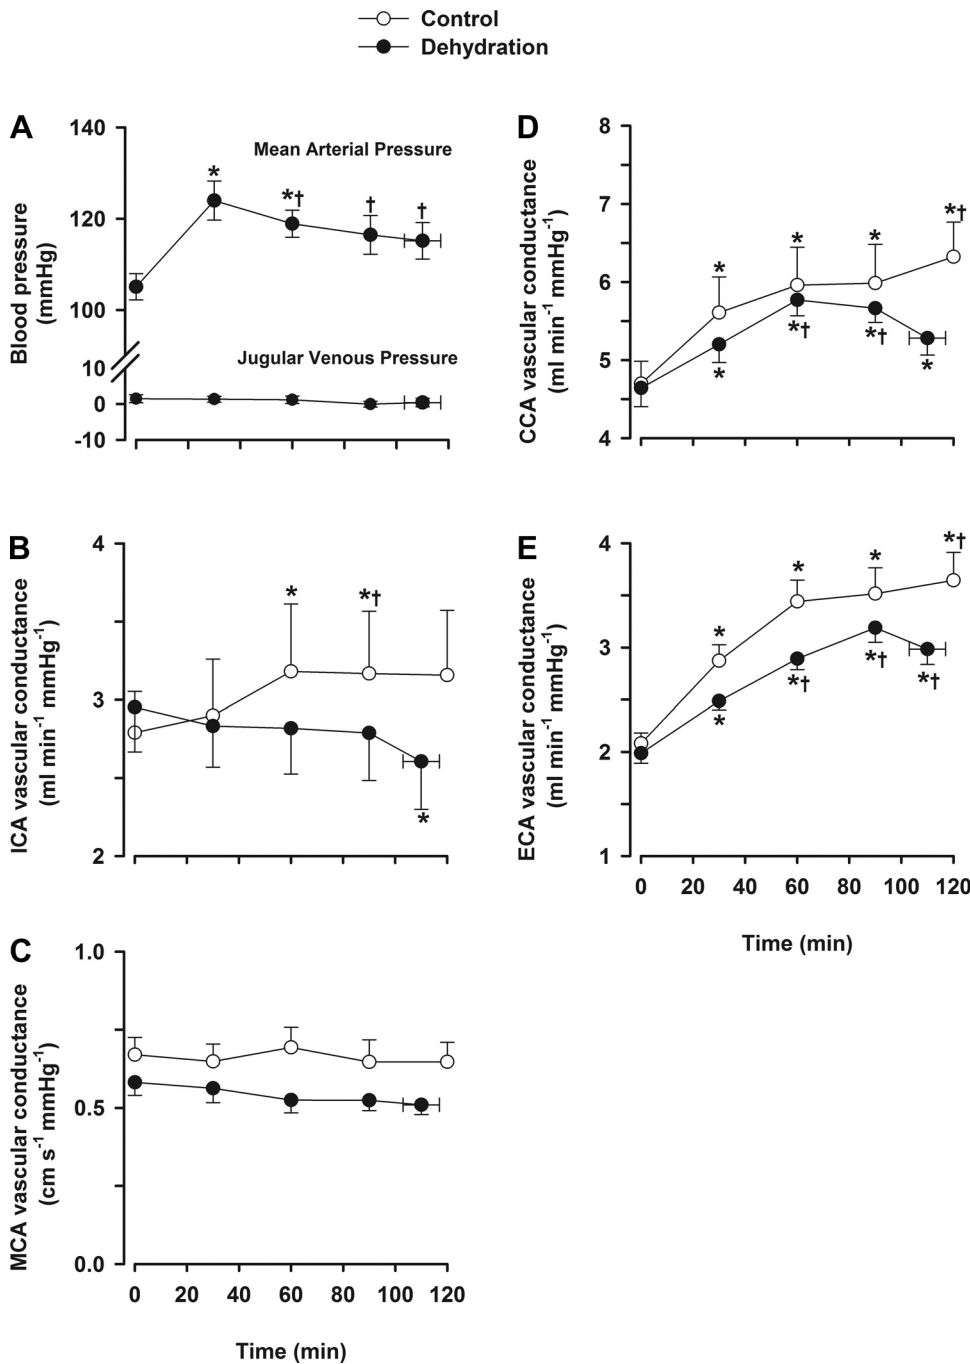 Control
Dehydration
A
140
120
100
10
0
-10
Blood pressure
(mmHg)
Mean Arterial Pressure
*
*†
†
†
Jugular Venous Pressure
B
4
3
2
ICA vascular conductance
(ml min-1 mmHg-1)
*
*†
*
C
1.0
0.5
0.0
MCA vascular conductance
(cm s-1 mmHg-1)
0 20 40 60 80 100 120
Time (min)
D
8
7
6
5
4
CCA vascular conductance
(ml min-1 mmHg-1)
*
*
*
*†
*
*†
*†
*
E
4
3
2
1
ECA vascular conductance
(ml min-1 mmHg-1)
*
*
*
*†
*
*†
*†
*†
0 20 40 60 80 100 120
Time (min)